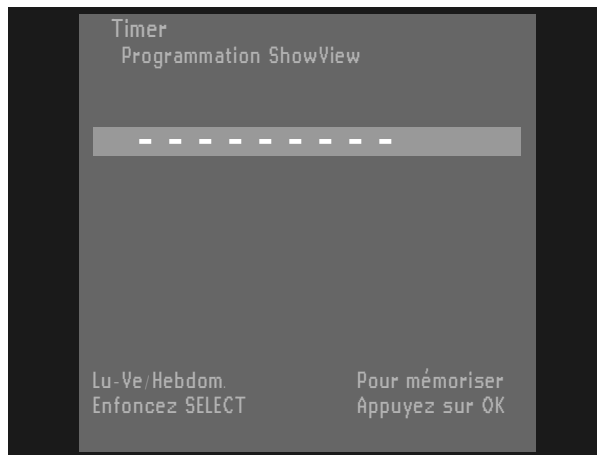 Timer
Programmation ShowView
- - - - - - - - -
Lu-Ve/Hebdom.
Enfoncez SELECT
Pour mémoriser
Appuyez sur OK